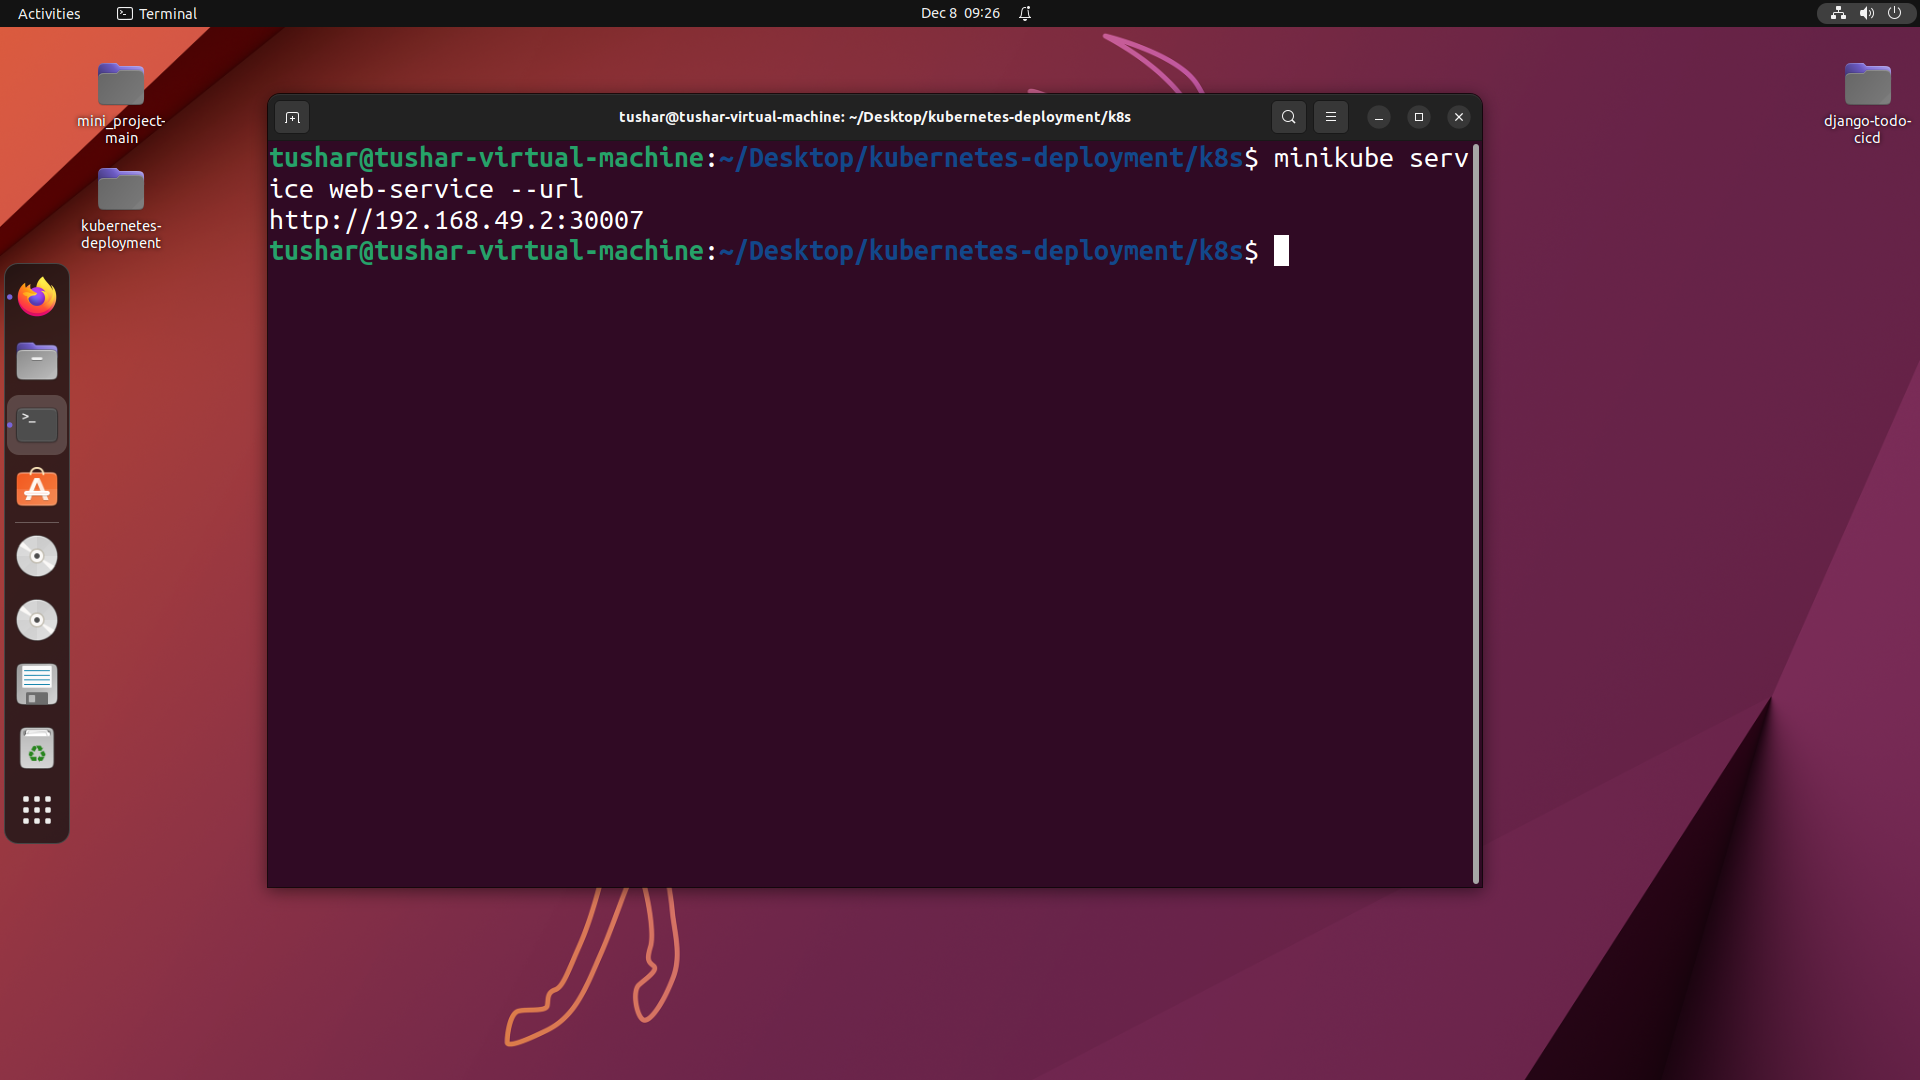 Activities
Terminal
Dec 8 09:26
mini_project-
main
kubernetes-
deployment
django-todo-
cicd
tushar@tushar-virtual-machine: ~/Desktop/kubernetes-deployment/k8s
tushar@tushar-virtual-machine:~/Desktop/kubernetes-deployment/k8s$ minikube serv
ice web-service --url
http://192.168.49.2:30007
tushar@tushar-virtual-machine:~/Desktop/kubernetes-deployment/k8s$